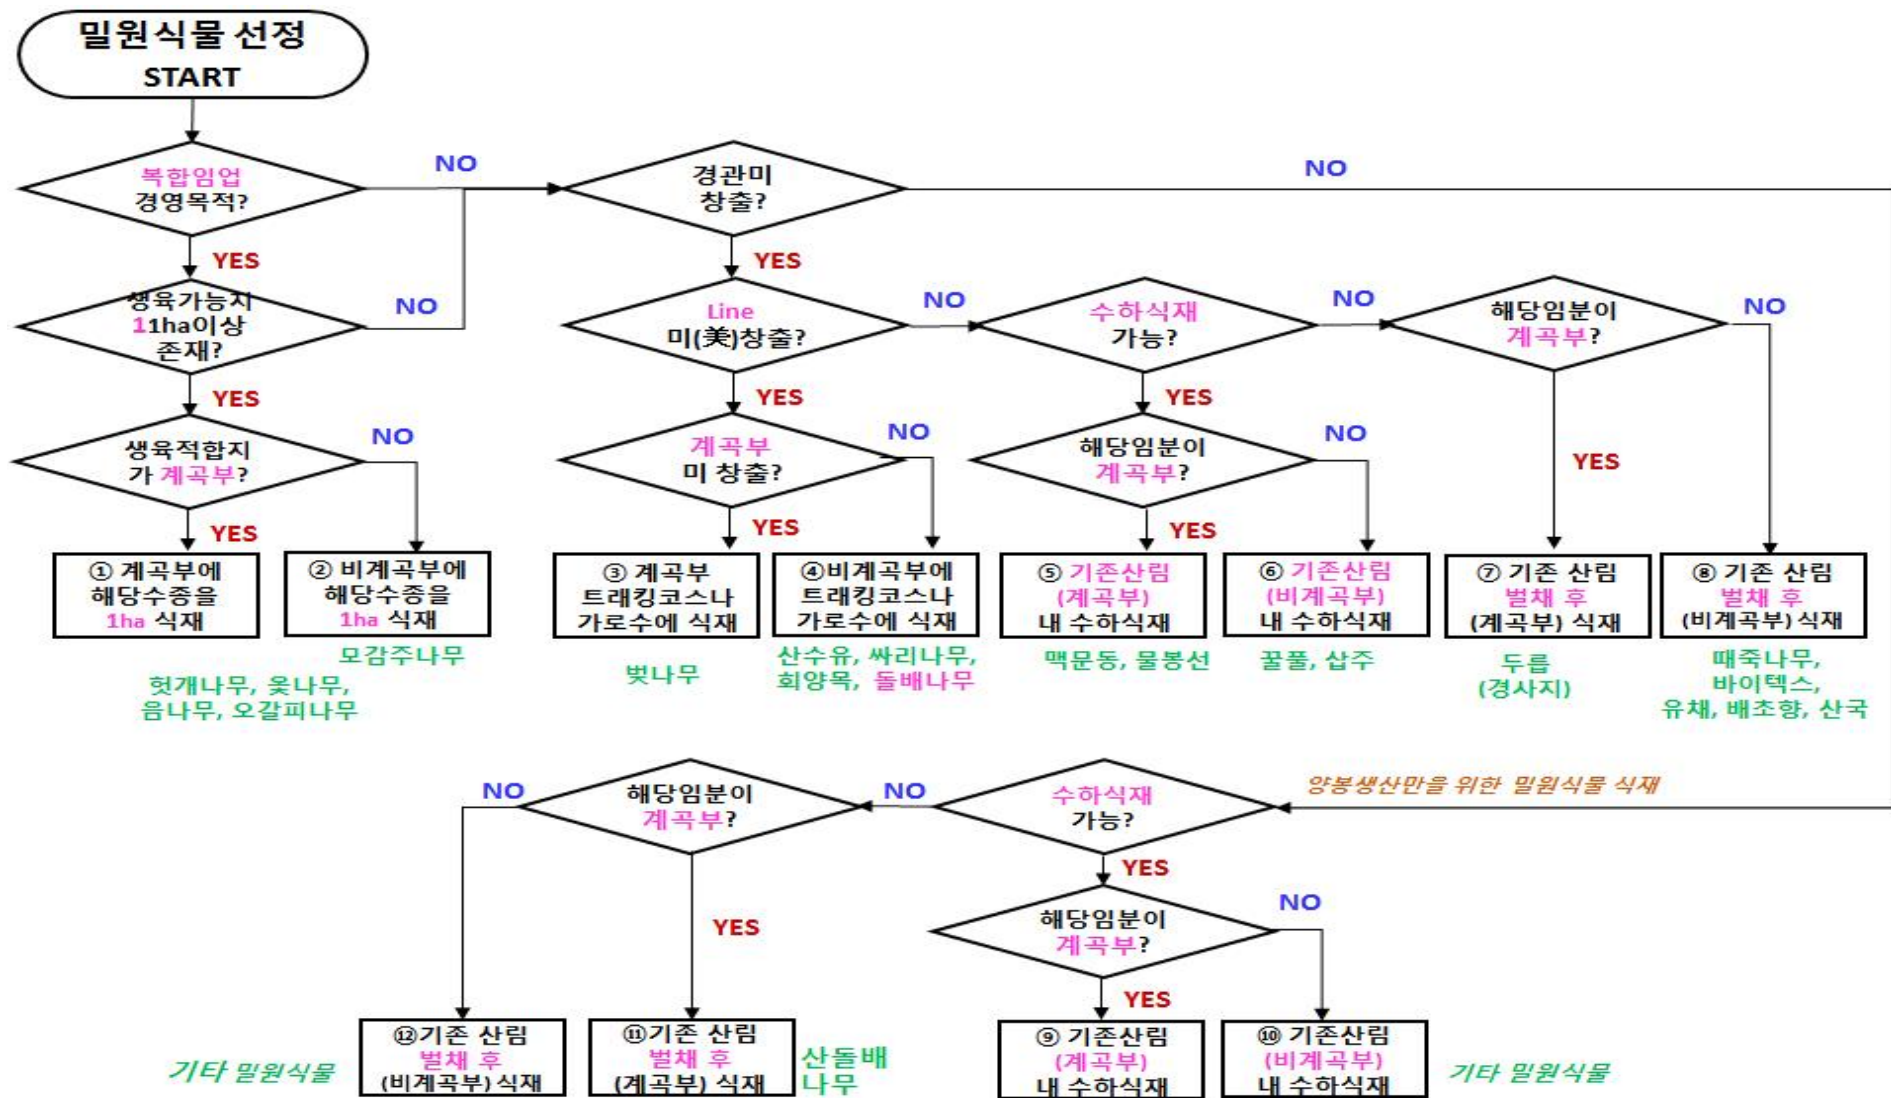 밀원식물 선정
START
복합임업
경영목적?
NO
YES
경관미
창출?
NO
YES
생육가능지
11ha이상
존재?
NO
YES
Line
미(美)창출?
NO
YES
수하식재
가능?
NO
YES
해당임분이
계곡부?
NO
YES
생육적합지
가 계곡부?
NO
YES
계곡부
미 창출?
NO
YES
해당임분이
계곡부?
NO
YES
① 계곡부에
해당수종을
1ha 식재
② 비계곡부에
해당수종을
1ha 식재
③ 계곡부
트래킹코스나
가로수에 식재
④비계곡부에
트래킹코스나
가로수에 식재
⑤ 기존산림
(계곡부)
내 수하식재
⑥ 기존산림
(비계곡부)
내 수하식재
⑦ 기존 산림
벌채 후
(계곡부) 식재
⑧ 기존 산림
벌채 후
(비계곡부) 식재
헛개나무, 옻나무,
음나무, 오갈피나무
모감주나무
벚나무
산수유, 싸리나무,
회양목, 돌배나무
맥문동, 물봉선
꿀풀, 삽주
두릅
(경사지)
때죽나무,
바이텍스,
유채, 배초향, 산국
양봉생산만을 위한 밀원식물 식재
수하식재
가능?
NO
YES
해당임분이
계곡부?
NO
YES
해당임분이
계곡부?
NO
YES
⑫기존 산림
벌채 후
(비계곡부) 식재
기타 밀원식물
⑪기존 산림
벌채 후
(계곡부) 식재
산돌배
나무
⑨ 기존산림
(계곡부)
내 수하식재
⑩ 기존산림
(비계곡부)
내 수하식재
기타 밀원식물